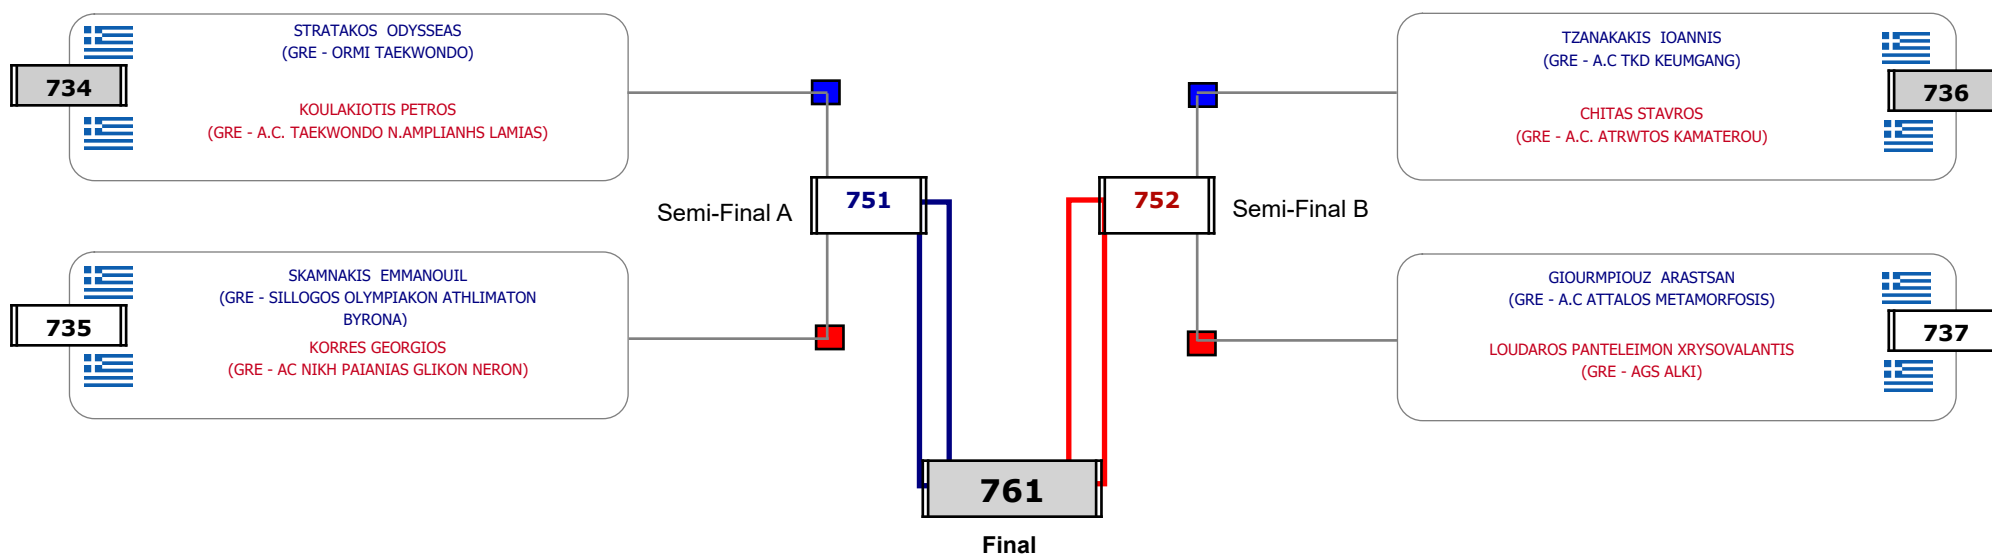 STRATAKOS ODYSSEAS
(GRE - ORMI TAEKWONDO)
734
KOULAKIOTIS PETROS
(GRE - A.C. TAEKWONDO N.AMPLIANHS LAMIAS)
TZANAKAKIS IOANNIS
(GRE - A.C TKD KEUMGANG)
736
CHITAS STAVROS
(GRE - A.C. ATRWTOS KAMATEROU)
Semi-Final A
751
752
Semi-Final B
SKAMNAKIS EMMANOUIL
(GRE - SILLOGOS OLYMPIAKON ATHLIMATON
BYRONA)
735
KORRES GEORGIOS
(GRE - AC NIKH PAIANIAS GLIKON NERON)
GIOURMPIOUZ ARASTSAN
(GRE - A.C ATTALOS METAMORFOSIS)
737
LOUDAROS PANTELEIMON XRYSOVALANTIS
(GRE - AGS ALKI)
761
Final